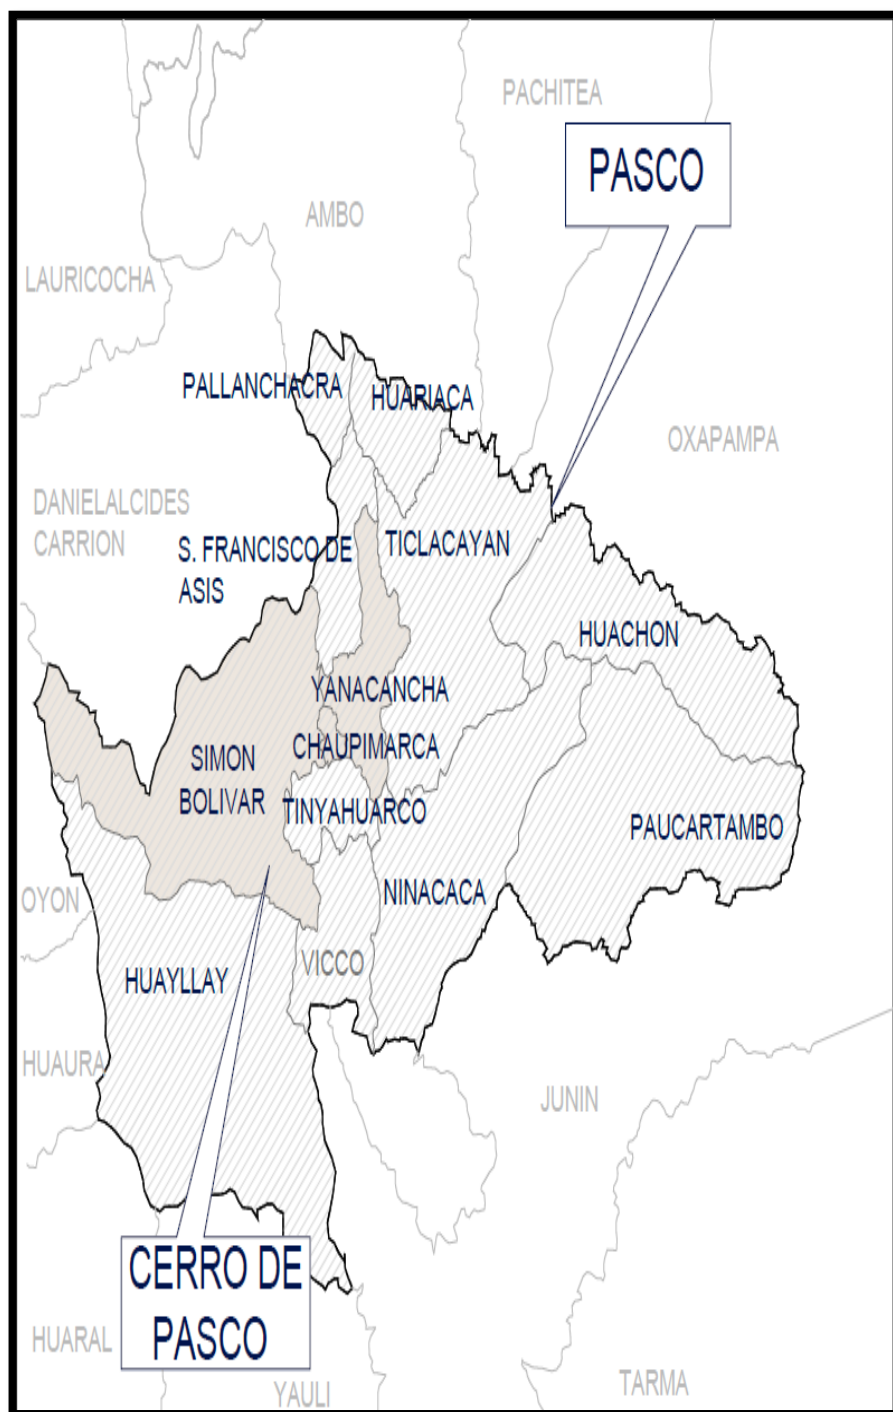 PACHITEA
PASCO
AMBO
LAURICOCHA
PALLANCHACRA
HUARIACA
OXAPAMPA
DANIELALCIDES
CARRION
S. FRANCISCO DE
ASIS
TICLACAYAN
HUACHON
YANACANCHA
CHAUPIMARCA
SIMON
BOLIVAR
TINYAHUARCO
PAUCARTAMBO
OYON
NINACACA
VICCO
HUAYLLAY
HUAURA
JUNIN
CERRO DE
PASCO
HUARAL
YAULI
TARMA